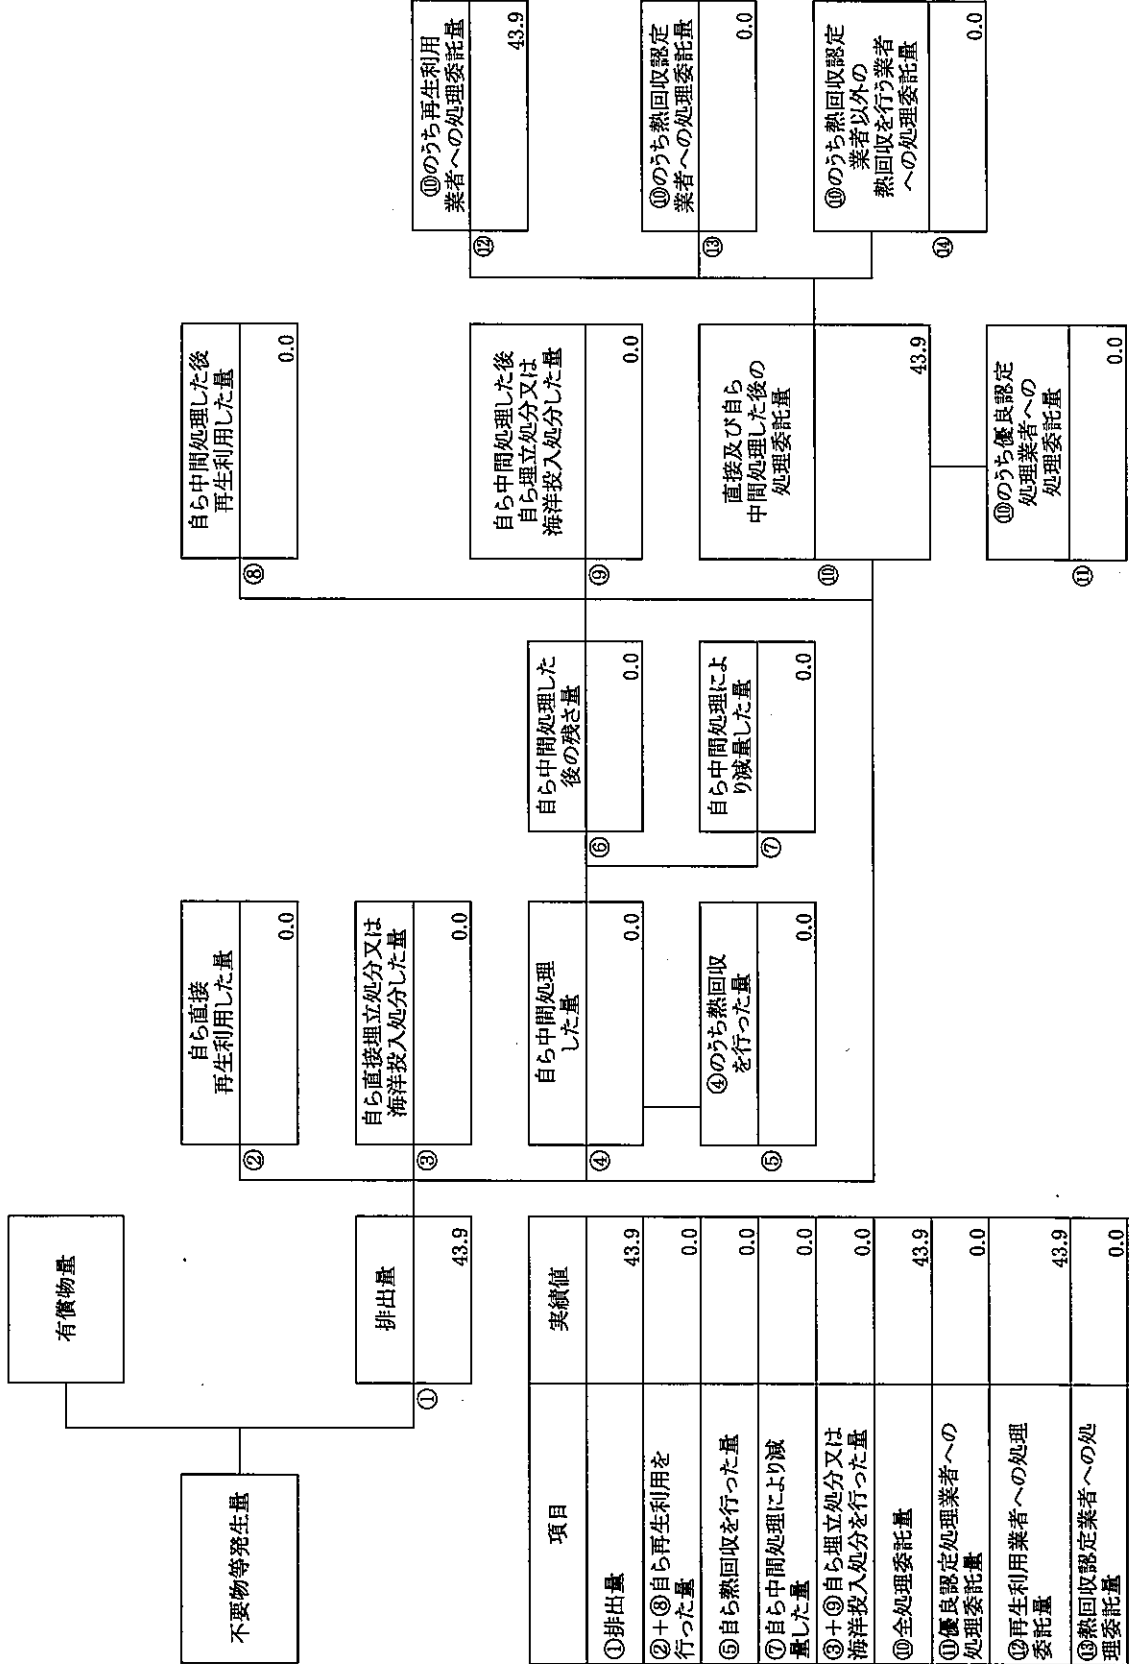 不要物等発生量
有償物量
①
排出量
43.9
②
自ら直接
再生利用した量
0.0
③
自ら直接埋立処分又は
海洋投入処分した量
0.0
④
自ら中間処理
した量
0.0
⑤
④のうち熱回収
を行った量
0.0
⑥
自ら中間処理した
後の残さ量
0.0
⑦
自ら中間処理によ
り減量した量
0.0
⑧
自ら中間処理した後
再生利用した量
0.0
⑨
自ら中間処理した後
自ら埋立処分又は
海洋投入処分した量
0.0
⑩
直接及び自ら
中間処理した後の
処理委託量
43.9
⑪
⑩のうち優良認定
処理業者への
処理委託量
0.0
⑫
⑩のうち再生利用
業者への処理委託量
43.9
⑬
⑩のうち熱回収認定
業者への処理委託量
0.0
⑭
⑩のうち熱回収認定
業者以外の
熱回収を行う業者
への処理委託量
0.0
項目 実績値
①排出量 43.9
②+⑧自ら再生利用を
行った量 0.0
⑤自ら熱回収を行った量 0.0
⑦自ら中間処理により減
量した量 0.0
③+⑨自ら埋立処分又は
海洋投入処分を行った量 0.0
⑩全処理委託量 43.9
⑪優良認定処理業者への
処理委託量 0.0
⑫再生利用業者への処理
委託量 43.9
⑬熱回収認定業者への処
理委託量 0.0